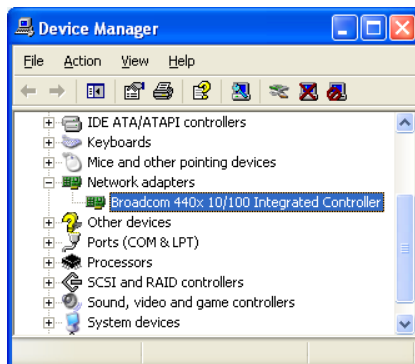 Device Manager
File Action View Help
IDE ATA/ATAPI controllers
Keyboards
Mice and other pointing devices
Network adapters
Broadcom 440x 10/100 Integrated Controller
Other devices
Ports (COM & LPT)
Processors
SCSI and RAID controllers
Sound, video and game controllers
System devices